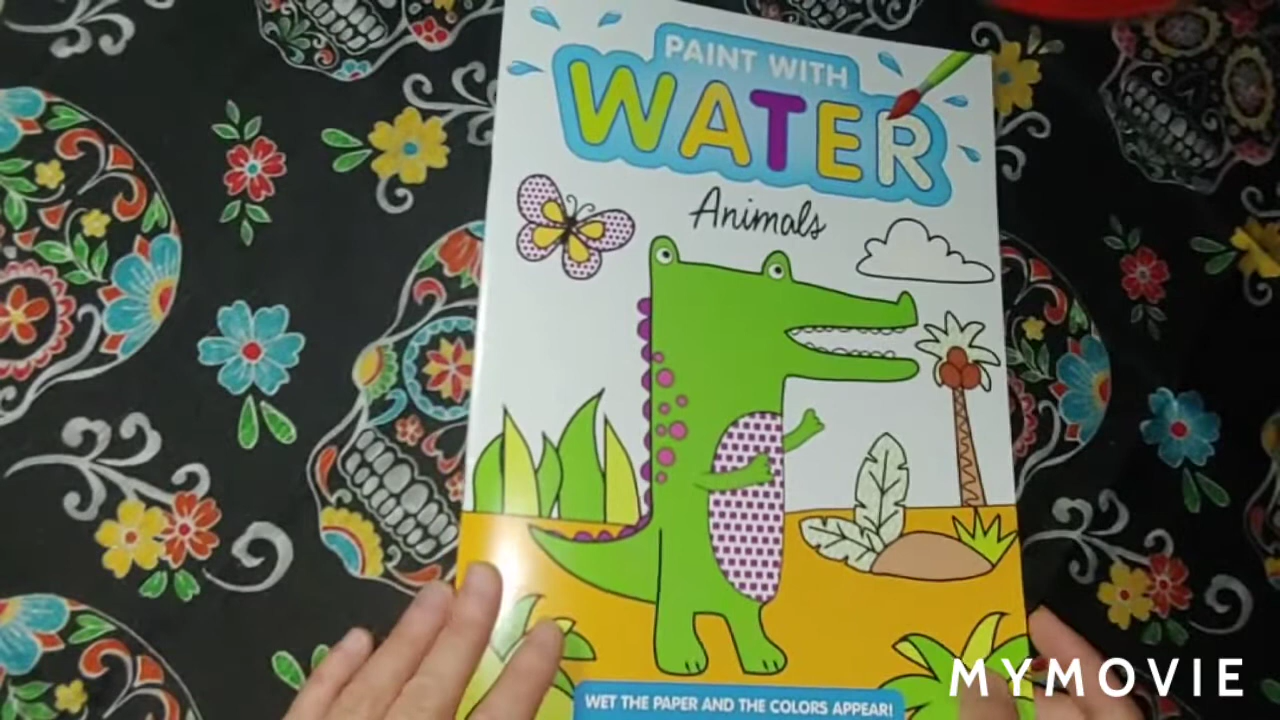 PAINT WITH
WATER
Animals
WET THE PAPER AND THE COLORS APPEAR!
MYMOVIE